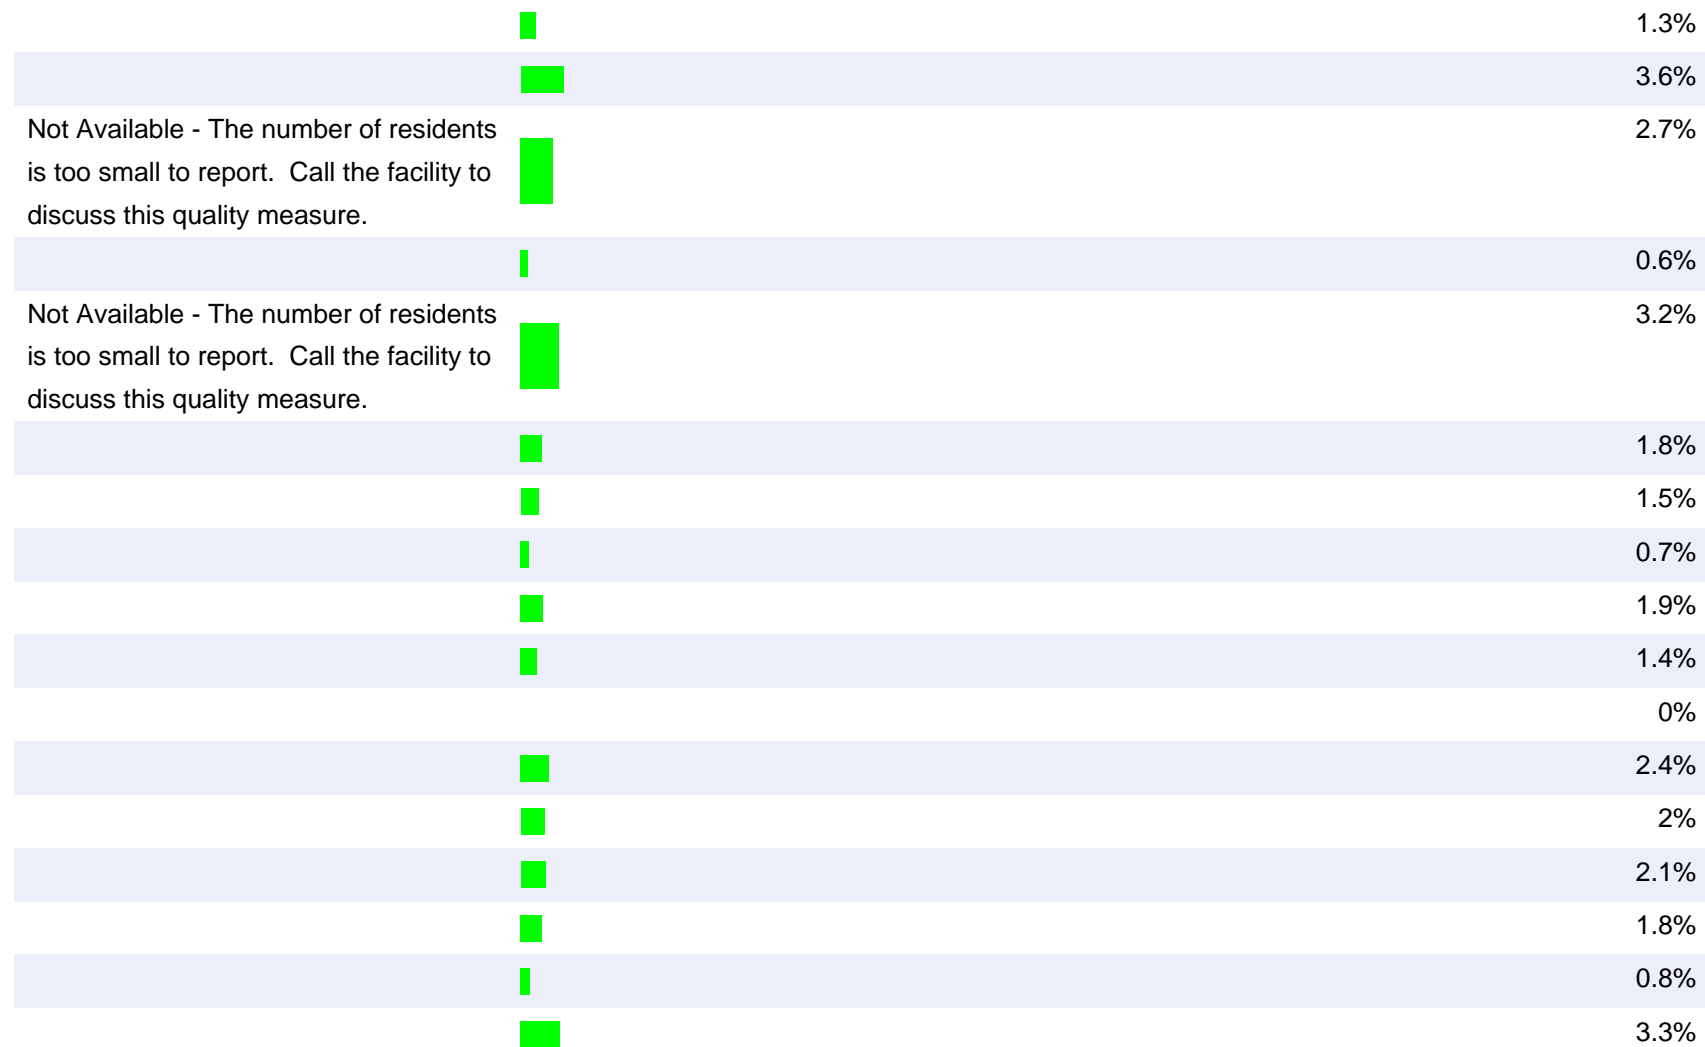 1.3%
3.6%
Not Available - The number of residents 2.7%
is too small to report.  Call the facility to
discuss this quality measure.
0.6%
Not Available - The number of residents 3.2%
is too small to report.  Call the facility to
discuss this quality measure.
1.8%
1.5%
0.7%
1.9%
1.4%
0%
2.4%
2%
2.1%
1.8%
0.8%
3.3%